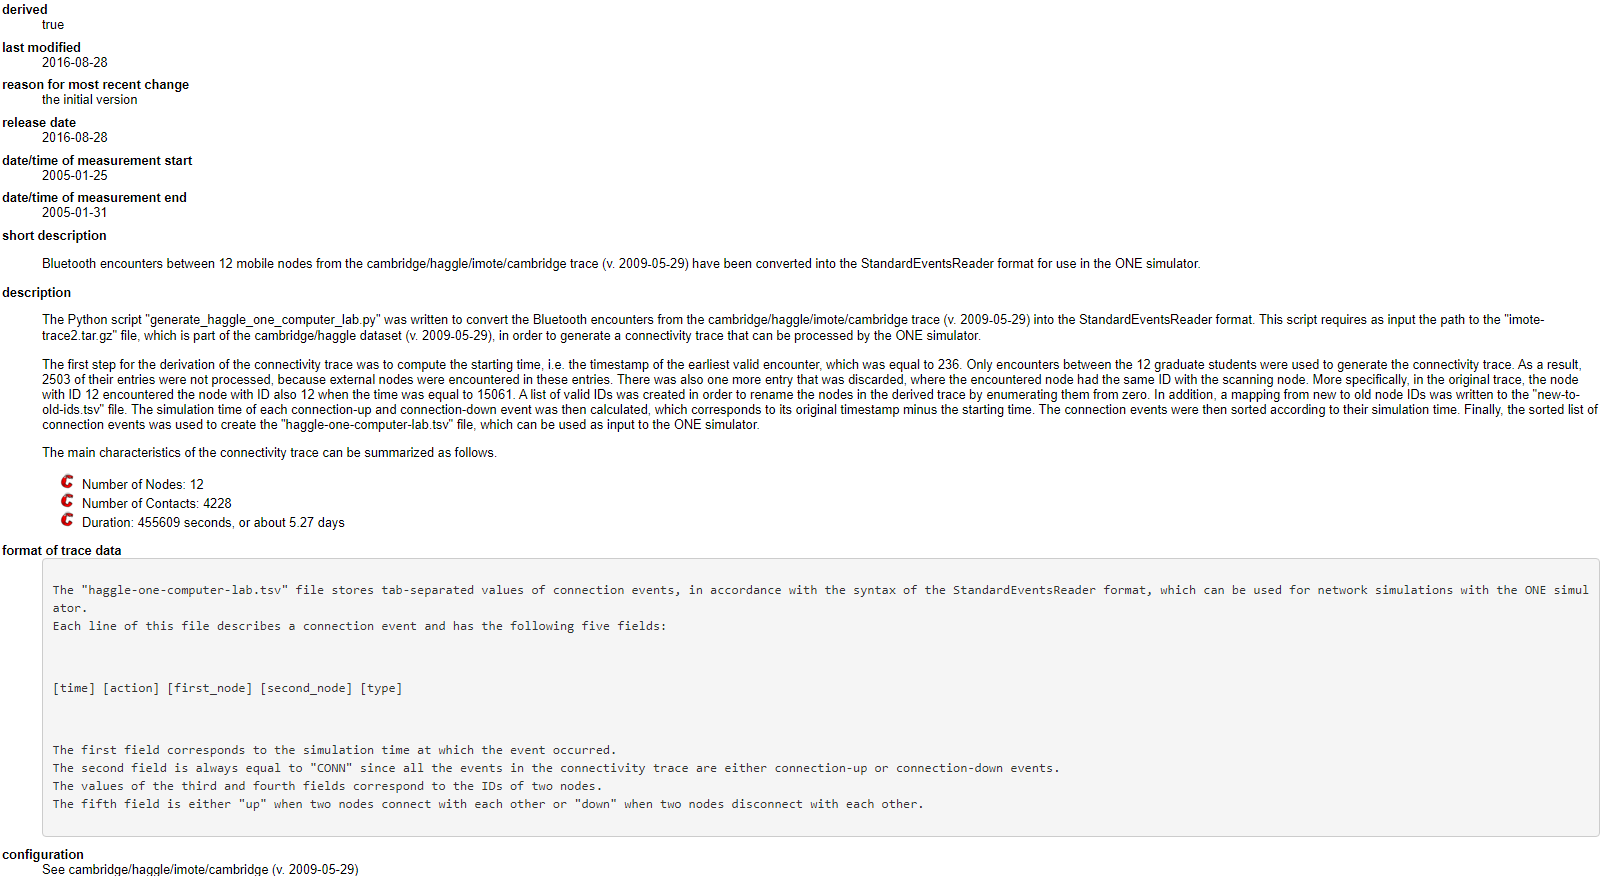 derived
true
last modified
2016-08-28
reason for most recent change
the initial version
release date
2016-08-28
date/time of measurement start
2005-01-25
date/time of measurement end
2005-01-31
short description
Bluetooth encounters between 12 mobile nodes from the cambridge/haggle/imote/cambridge trace (v. 2009-05-29) have been converted into the StandardEventsReader format for use in the ONE simulator.
description
The Python script "generate_haggle_one_computer_lab.py" was written to convert the Bluetooth encounters from the cambridge/haggle/imote/cambridge trace (v. 2009-05-29) into the StandardEventsReader format. This script requires as input the path to the "imote-
trace2.tar.gz" file, which is part of the cambridge/haggle dataset (v. 2009-05-29), in order to generate a connectivity trace that can be processed by the ONE simulator.
The first step for the derivation of the connectivity trace was to compute the starting time, i.e. the timestamp of the earliest valid encounter, which was equal to 236. Only encounters between the 12 graduate students were used to generate the connectivity trace. As a result,
2503 of their entries were not processed, because external nodes were encountered in these entries. There was also one more entry that was discarded, where the encountered node had the same ID with the scanning node. More specifically, in the original trace, the node
with ID 12 encountered the node with ID also 12 when the time was equal to 15061. A list of valid IDs was created in order to rename the nodes in the derived trace by enumerating them from zero. In addition, a mapping from new to old node IDs was written to the "new-to-
old-ids.tsv" file. The simulation time of each connection-up and connection-down event was then calculated, which corresponds to its original timestamp minus the starting time. The connection events were then sorted according to their simulation time. Finally, the sorted list of
connection events was used to create the "haggle-one-computer-lab.tsv" file, which can be used as input to the ONE simulator.
The main characteristics of the connectivity trace can be summarized as follows.
Number of Nodes: 12
Number of Contacts: 4228
Duration: 455609 seconds, or about 5.27 days
format of trace data
The "haggle-one-computer-lab.tsv" file stores tab-separated values of connection events, in accordance with the syntax of the StandardEventsReader format, which can be used for network simulations with the ONE simul
ator.
Each line of this file describes a connection event and has the following five fields:
[time] [action] [first_node] [second_node] [type]
The first field corresponds to the simulation time at which the event occurred.
The second field is always equal to "CONN" since all the events in the connectivity trace are either connection-up or connection-down events.
The values of the third and fourth fields correspond to the IDs of two nodes.
The fifth field is either "up" when two nodes connect with each other or "down" when two nodes disconnect with each other.
configuration
See cambridge/haggle/imote/cambridge (v. 2009-05-29)